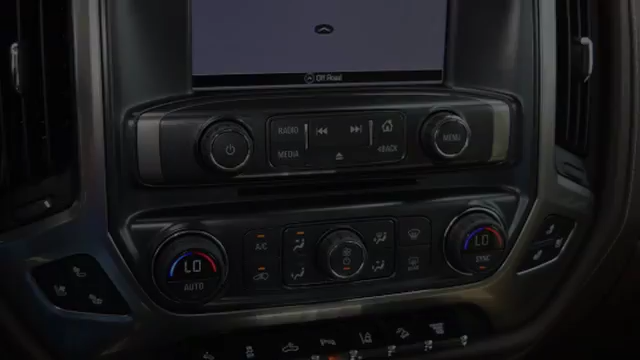 Off Road
RADIO
MEDIA
BACK
MENU
A/C
LO
AUTO
LO
SYNC